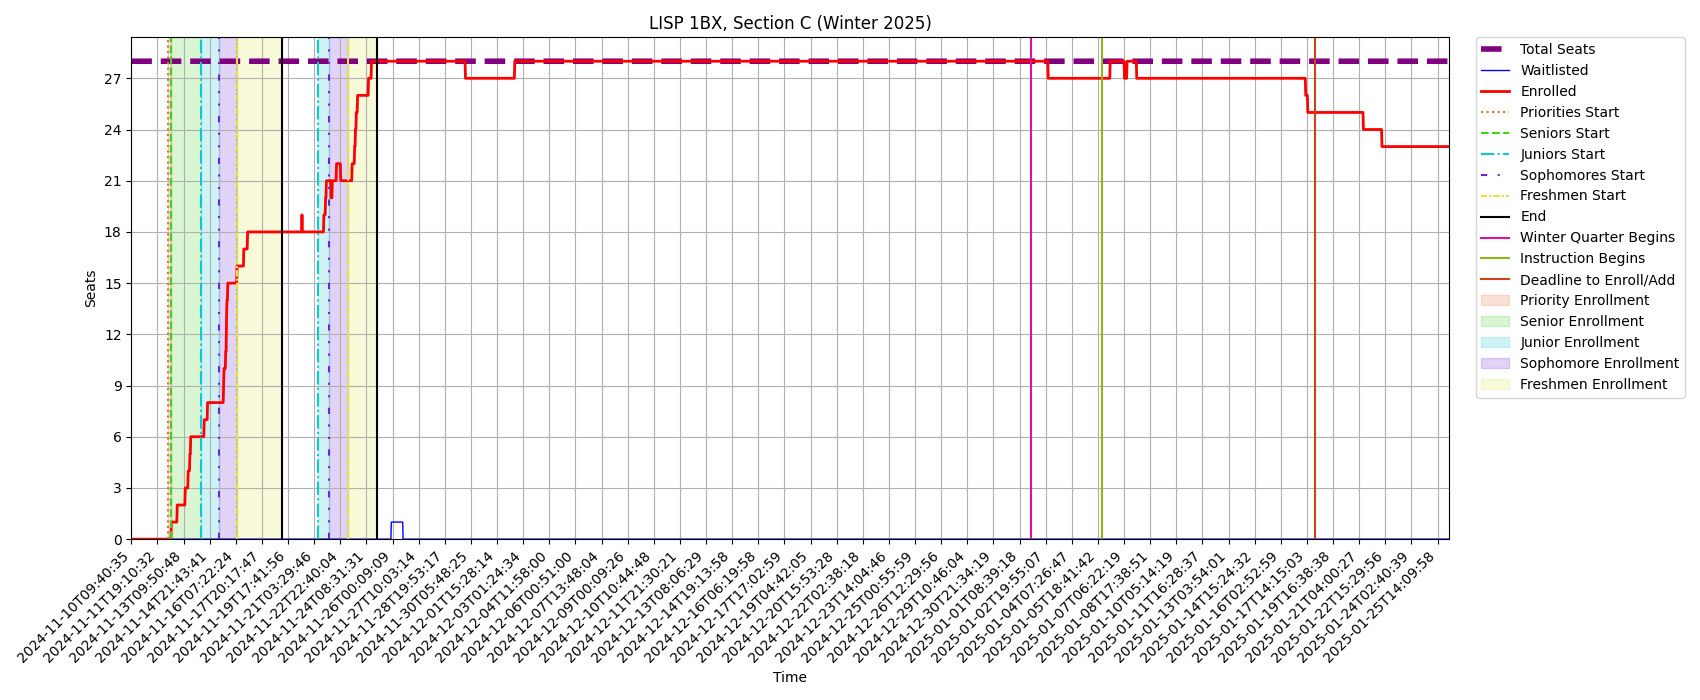 LISP 1BX, Section C (Winter 2025)
Seats
27
24
21
18
15
12
9
6
3
0
2024-11-10T09:40:35
2024-11-11T19:10:32
2024-11-13T09:50:48
2024-11-14T21:43:41
2024-11-16T07:22:24
2024-11-17T20:17:47
2024-11-19T17:41:56
2024-11-21T03:29:46
2024-11-22T22:40:04
2024-11-24T08:31:31
2024-11-26T00:09:09
2024-11-27T11:03:14
2024-11-28T19:53:17
2024-11-30T05:48:25
2024-12-01T15:28:14
2024-12-03T01:24:34
2024-12-04T11:58:00
2024-12-06T00:51:00
2024-12-07T13:48:04
2024-12-09T00:09:26
2024-12-10T10:44:48
2024-12-11T21:30:21
2024-12-13T08:06:29
2024-12-14T19:13:58
2024-12-16T06:19:58
2024-12-17T17:02:59
2024-12-19T04:42:05
2024-12-20T15:53:28
2024-12-22T02:38:18
2024-12-23T14:04:46
2024-12-25T00:55:59
2024-12-26T12:29:56
2024-12-29T10:46:04
2024-12-30T21:34:19
2025-01-01T08:39:18
2025-01-02T19:55:07
2025-01-04T07:26:47
2025-01-05T18:41:42
2025-01-07T06:22:19
2025-01-08T17:38:51
2025-01-10T05:14:19
2025-01-11T16:28:37
2025-01-13T03:54:01
2025-01-14T15:24:32
2025-01-16T02:52:59
2025-01-17T14:15:03
2025-01-19T16:38:38
2025-01-21T04:00:27
2025-01-22T15:29:56
2025-01-24T02:40:39
2025-01-25T14:09:58
Time
Total Seats
Waitlisted
Enrolled
Priorities Start
Seniors Start
Juniors Start
Sophomores Start
Freshmen Start
End
Winter Quarter Begins
Instruction Begins
Deadline to Enroll/Add
Priority Enrollment
Senior Enrollment
Junior Enrollment
Sophomore Enrollment
Freshmen Enrollment